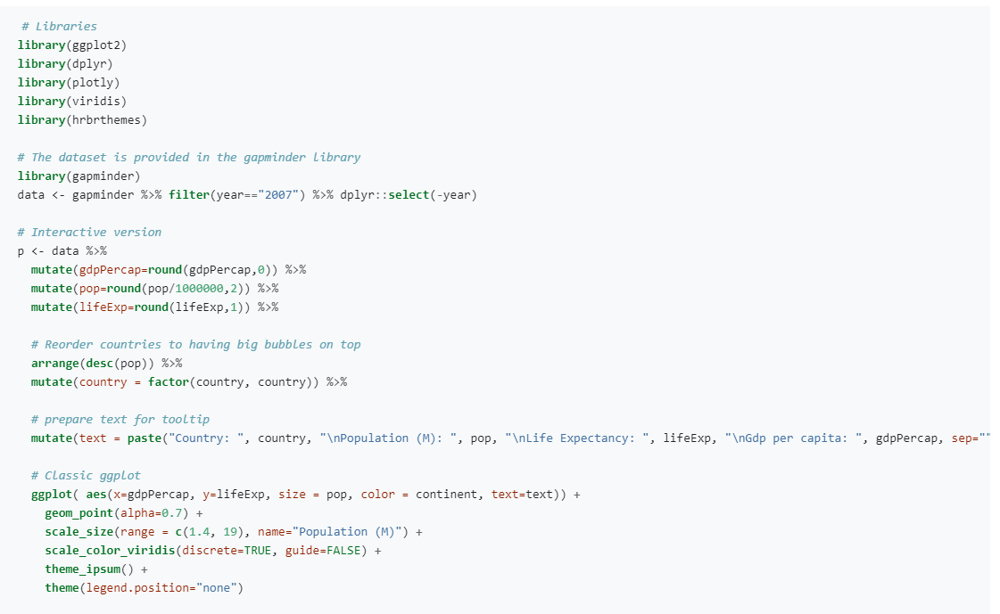 # Libraries
library(ggplot2)
library(dplyr)
library(plotly)
library(viridis)
library(hrbrthemes)

# The dataset is provided in the gapminder library
library(gapminder)
data <- gapminder %>% filter(year=="2007") %>% dplyr::select(-year)

# Interactive version
p <- data %>%
  mutate(gdpPercap=round(gdpPercap,0)) %>%
  mutate(pop=round(pop/1000000,2)) %>%
  mutate(lifeExp=round(lifeExp,1)) %>%

  # Reorder countries to having big bubbles on top
  arrange(desc(pop)) %>%
  mutate(country = factor(country, country)) %>%

  # prepare text for tooltip
  mutate(text = paste("Country: ", country, "\nPopulation (M): ", pop, "\nLife Expectancy: ", lifeExp, "\nGdp per capita: ", gdpPercap, sep=""

  # Classic ggplot
  ggplot( aes(x=gdpPercap, y=lifeExp, size = pop, color = continent, text=text)) +
    geom_point(alpha=0.7) +
    scale_size(range = c(1.4, 19), name="Population (M)") +
    scale_color_viridis(discrete=TRUE, guide=FALSE) +
    theme_ipsum() +
    theme(legend.position="none")